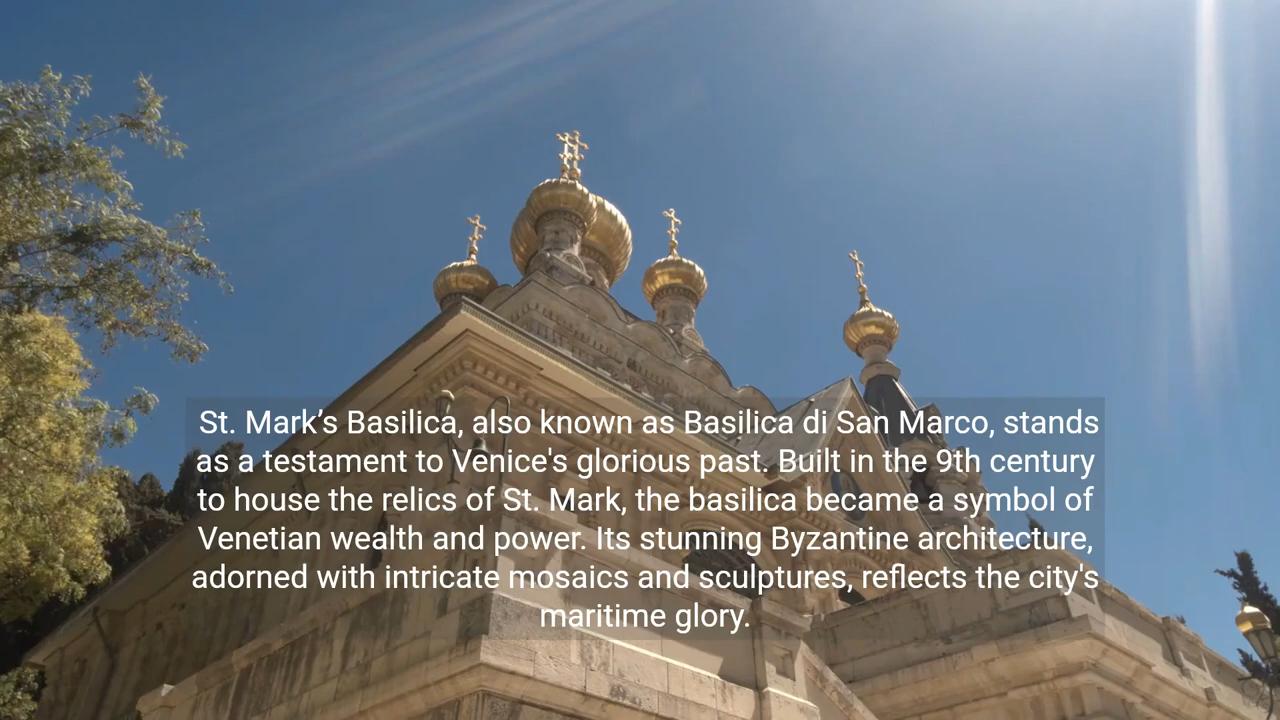 St. Mark’s Basilica, also known as Basilica di San Marco, stands
as a testament to Venice's glorious past. Built in the 9th century
to house the relics of St. Mark, the basilica became a symbol of
Venetian wealth and power. Its stunning Byzantine architecture,
adorned with intricate mosaics and sculptures, reflects the city's
maritime glory.